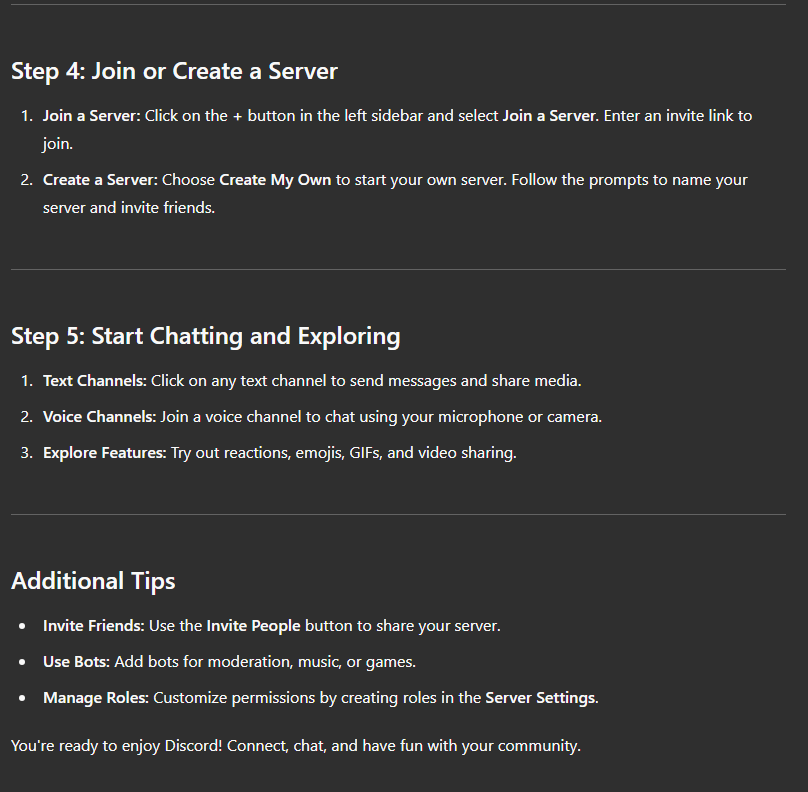 Step 4: Join or Create a Server
1. Join a Server: Click on the + button in the left sidebar and select Join a Server. Enter an invite link to
join.
2. Create a Server: Choose Create My Own to start your own server. Follow the prompts to name your
server and invite friends.
Step 5: Start Chatting and Exploring
1. Text Channels: Click on any text channel to send messages and share media.
2. Voice Channels: Join a voice channel to chat using your microphone or camera.
3. Explore Features: Try out reactions, emojis, GIFs, and video sharing.
Additional Tips
• Invite Friends: Use the Invite People button to share your server.
• Use Bots: Add bots for moderation, music, or games.
• Manage Roles: Customize permissions by creating roles in the Server Settings.
You're ready to enjoy Discord! Connect, chat, and have fun with your community.